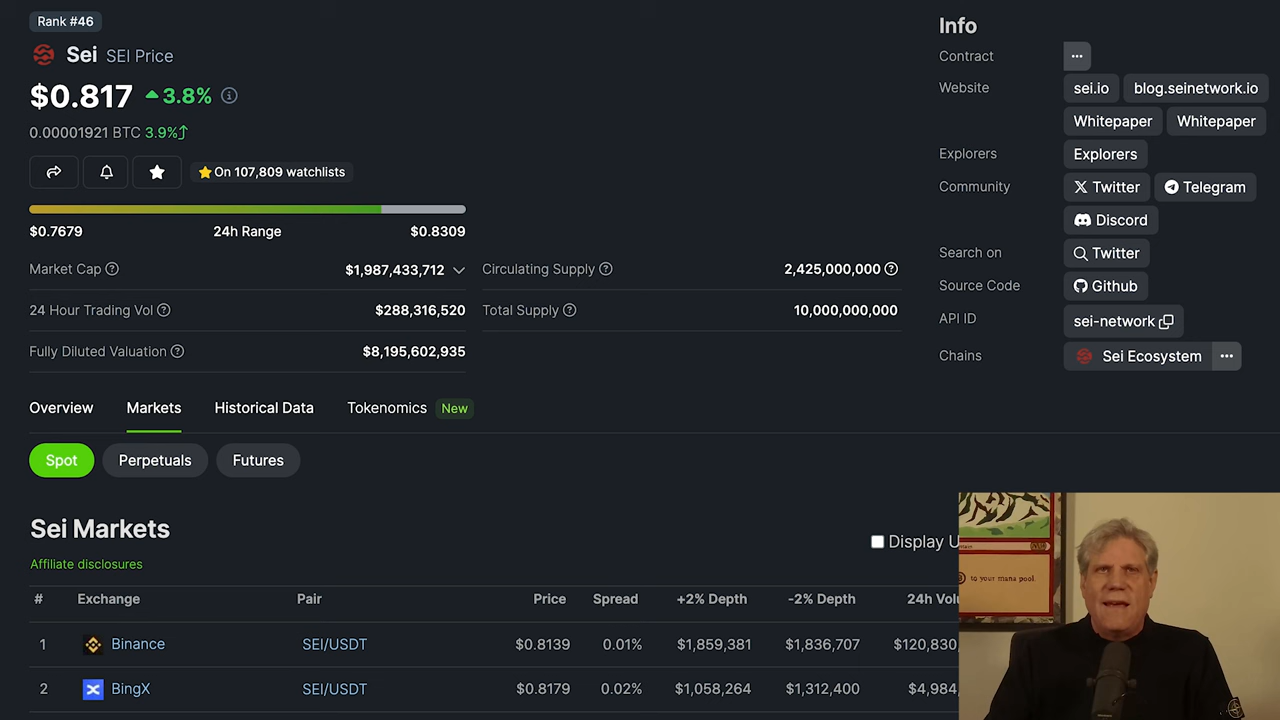 Rank #46
Sei SEI Price
$0.817 3.8%
0.00001921 BTC 3.9%
On 107,809 watchlists
$0.7679 24h Range $0.8309
Market Cap $1,987,433,712
24 Hour Trading Vol $288,316,520
Fully Diluted Valuation $8,195,602,935
Circulating Supply 2,425,000,000
Total Supply 10,000,000,000
Info
Contract
Website sei.io blog.seinetwork.io
Whitepaper Whitepaper
Explorers Explorers
Community Twitter Telegram
Discord
Search on Twitter
Source Code Github
API ID sei-network
Chains Sei Ecosystem
Overview Markets Historical Data Tokenomics New
Spot Perpetuals Futures
Sei Markets
Display U
Affiliate disclosures
# Exchange Pair Price Spread +2% Depth -2% Depth 24h Volu
1 Binance SEI/USDT $0.8139 0.01% $1,859,381 $1,836,707 $120,830,
2 BingX SEI/USDT $0.8179 0.02% $1,058,264 $1,312,400 $4,984,
to your mana pool.